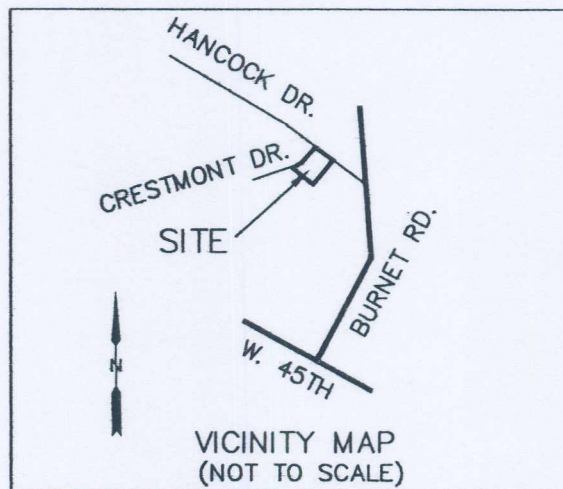 HANCOCK DR.
CRESTMONT DR.
SITE
BURNET RD.
W. 45TH
N
VICINITY MAP
(NOT TO SCALE)